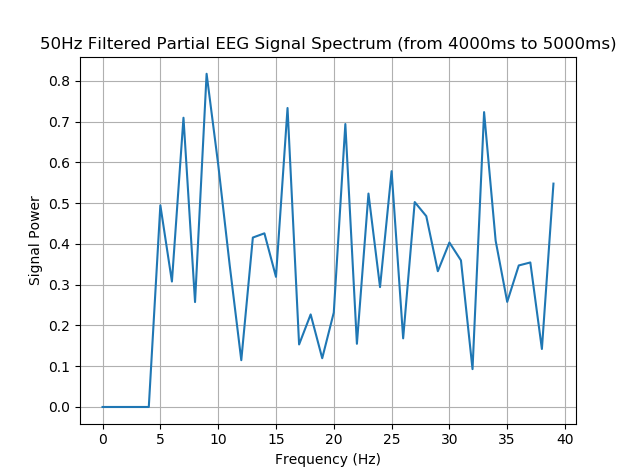 50Hz Filtered Partial EEG Signal Spectrum (from 4000ms to 5000ms)
0.8
0.7
0.6
0.5
0.4
0.3
0.2
0.1
0.0
Signal Power
0 5 10 15 20 25 30 35 40
Frequency (Hz)